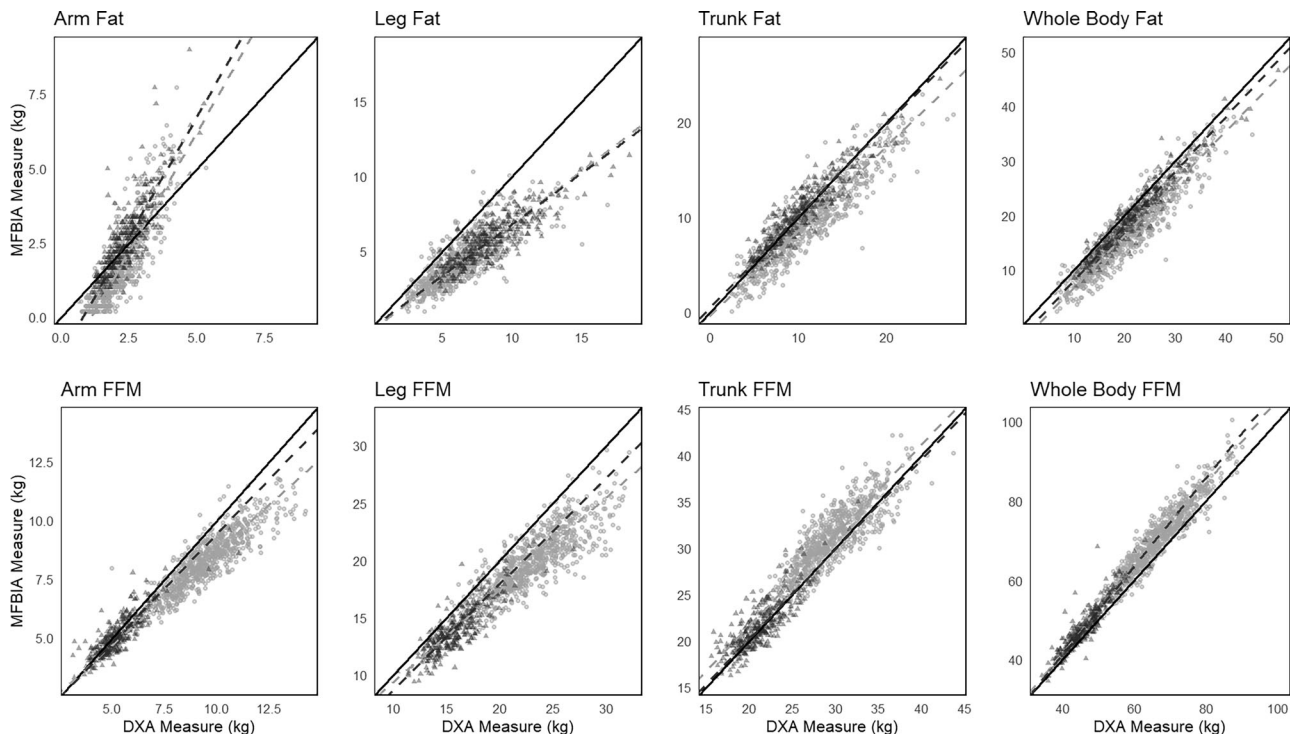 Arm Fat
Leg Fat
Trunk Fat
Whole Body Fat
MFBIA Measure (kg)
7.5
5.0
2.5
0.0
0.0 2.5 5.0 7.5
15
10
5
5 10 15
20
10
0
0 10 20
50
40
30
20
10
10 20 30 40 50
Arm FFM
Leg FFM
Trunk FFM
Whole Body FFM
MFBIA Measure (kg)
12.5
10.0
7.5
5.0
5.0 7.5 10.0 12.5
DXA Measure (kg)
30
25
20
15
10
10 15 20 25 30
DXA Measure (kg)
45
40
35
30
25
20
15
15 20 25 30 35 40 45
DXA Measure (kg)
100
80
60
40
40 60 80 100
DXA Measure (kg)